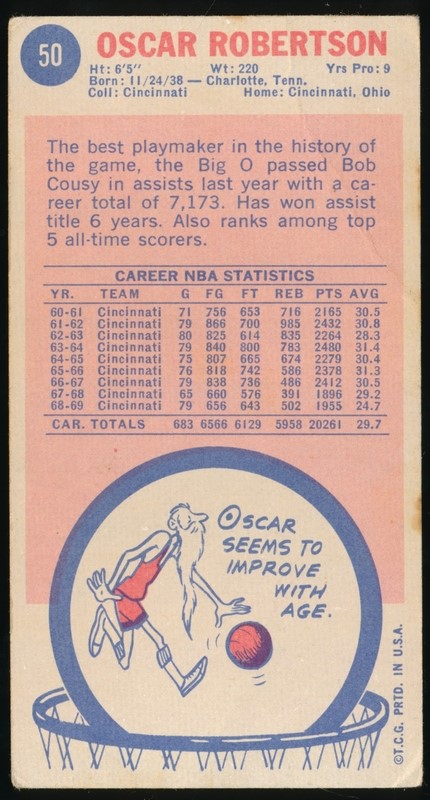 50
OSCAR ROBERTSON
Ht: 6'5" Wt: 220 Yrs Pro: 9
Born: 11/24/38 — Charlotte, Tenn.
Coll: Cincinnati Home: Cincinnati, Ohio
The best playmaker in the history of
the game, the Big O passed Bob
Cousy in assists last year with a ca-
reer total of 7,173. Has won assist
title 6 years. Also ranks among top
5 all-time scorers.
CAREER NBA STATISTICS
YR. TEAM G FG FT REB PTS AVG
60-61 Cincinnati 71 756 653 716 2165 30.5
61-62 Cincinnati 79 866 700 985 2432 30.8
62-63 Cincinnati 80 825 614 835 2264 28.3
63-64 Cincinnati 79 840 800 783 2480 31.4
64-65 Cincinnati 75 807 665 674 2279 30.4
65-66 Cincinnati 76 818 742 586 2378 31.3
66-67 Cincinnati 79 838 736 486 2412 30.5
67-68 Cincinnati 65 660 576 391 1896 29.2
68-69 Cincinnati 79 656 643 502 1955 24.7
CAR. TOTALS 683 6566 6129 5958 20261 29.7
OSCAR
SEEMS TO
IMPROVE
WITH
AGE.
©T.C.G. PRTD. IN U.S.A.